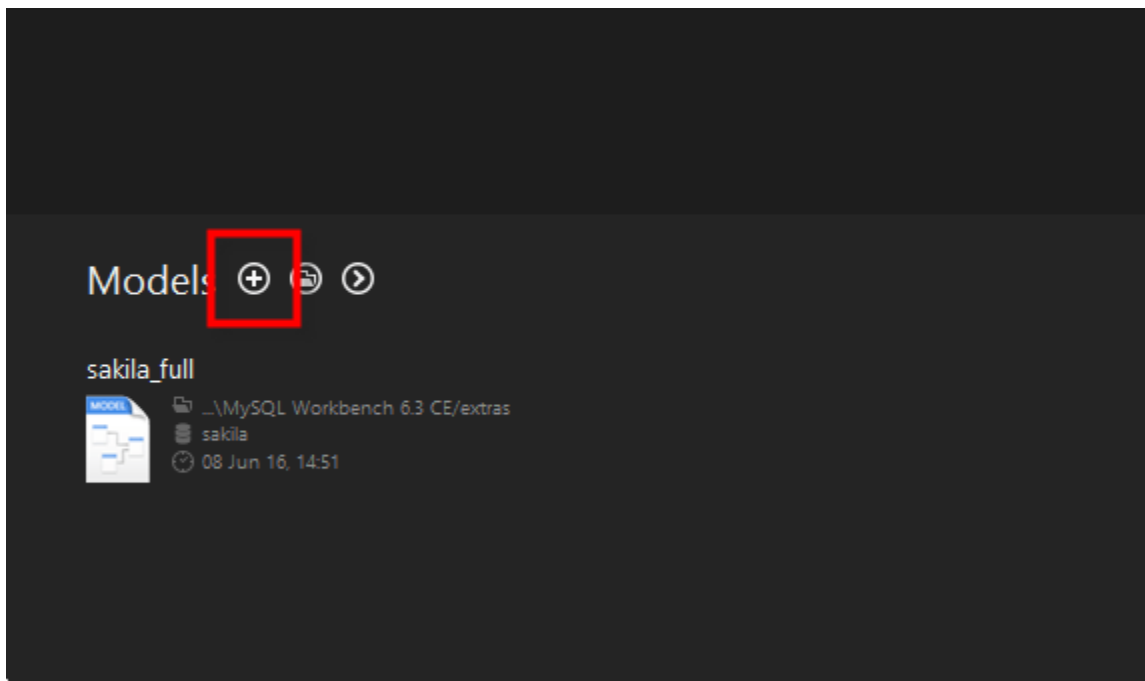 Models
sakila_full
MODEL
...\MySQL Workbench 6.3 CE/extras
sakila
08 Jun 16, 14:51